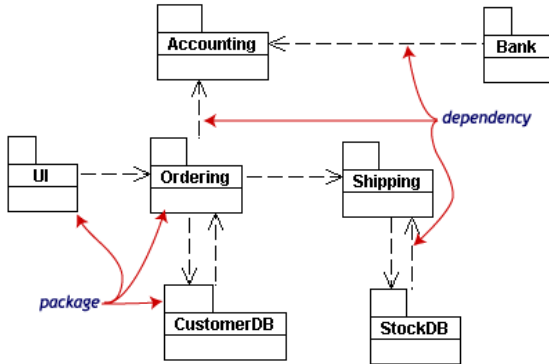 Accounting
Bank
dependency
UI
Ordering
Shipping
package
CustomerDB
StockDB